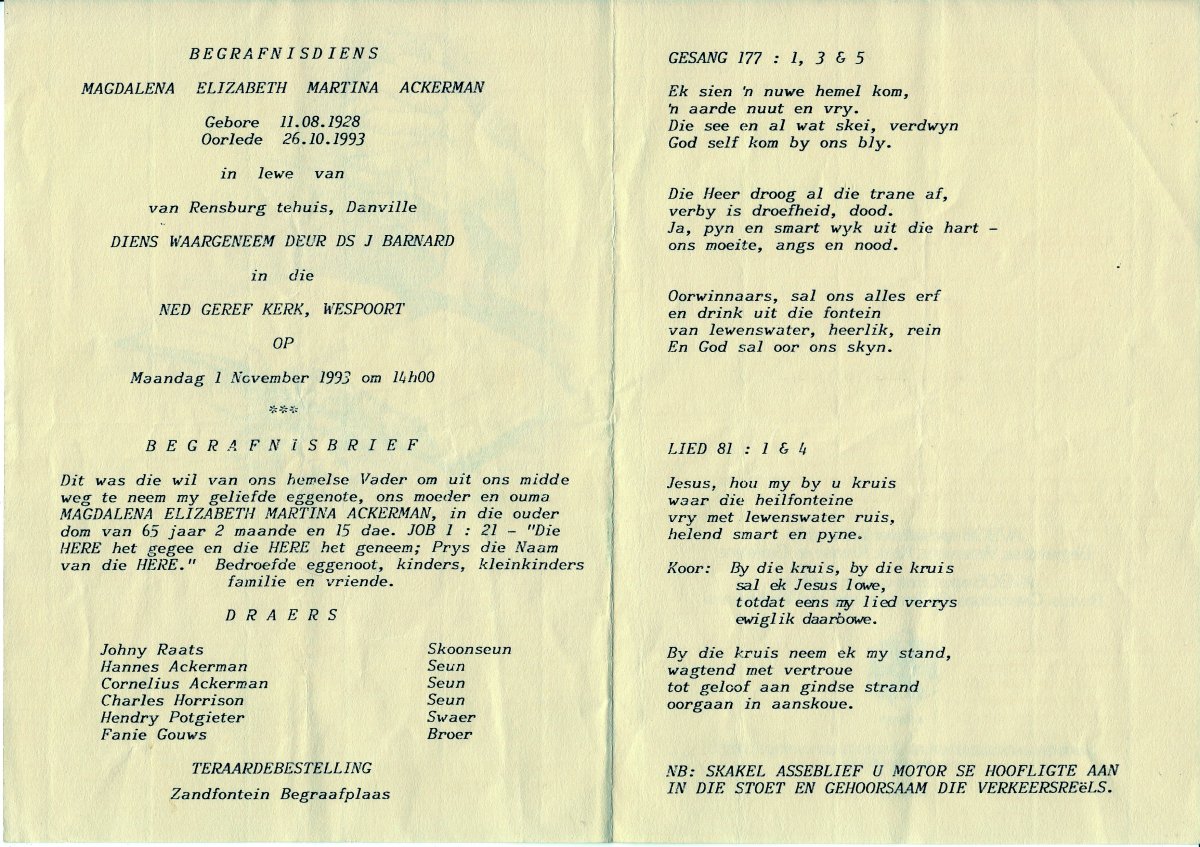 BEGRAFNISDIENS
MAGDALENA ELIZABETH MARTINA ACKERMAN
Gebore 11.08.1928
Oorlede 26.10.1993
in lewe van
van Rensburg tehuis, Danville
DIENS WAARGENEEM DEUR DS J BARNARD
in die
NED GEREF KERK, WESPOORT
OP
Maandag 1 November 1993 om 14h00
***
BEGRAFNiSBRIEF
Dit was die wil van ons hemelse Vader om uit ons midde
weg te neem my geliefde eggenote, ons moeder en ouma
MAGDALENA ELIZABETH MARTINA ACKERMAN, in die ouder
dom van 65 jaar 2 maande en 15 dae. JOB 1 : 21 - "Die
HERE het gegee en die HERE het geneem; Prys die Naam
van die HERE." Bedroefde eggenoot, kinders, kleinkinders
familie en vriende.
DRAERS
Johny Raats Skoonseun
Hannes Ackerman Seun
Cornelius Ackerman Seun
Charles Horrison Seun
Hendry Potgieter Swaer
Fanie Gouws Broer
TERAARDEBESTELLING
Zandfontein Begraafplaas
GESANG 177 : 1, 3 & 5
Ek sien 'n nuwe hemel kom,
'n aarde nuut en vry.
Die see en al wat skei, verdwyn
God self kom by ons bly.
Die Heer droog al die trane af,
verby is droefheid, dood.
Ja, pyn en smart wyk uit die hart -
ons moeite, angs en nood.
Oorwinnaars, sal ons alles erf
en drink uit die fontein
van lewenswater, heerlik, rein
En God sal oor ons skyn.
LIED 81 : 1 & 4
Jesus, hou my by u kruis
waar die heilfonteine
vry met lewenswater ruis,
helend smart en pyne.
Koor: By die kruis, by die kruis
sal ek Jesus lowe,
totdat eens my lied verrys
ewiglik daarbowe.
By die kruis neem ek my stand,
wagtend met vertroue
tot geloof aan gindse strand
oorgaan in aanskoue.
NB: SKAKEL ASSEBLIEF U MOTOR SE HOOFLIGTE AAN
IN DIE STOET EN GEHOORSAAM DIE VERKEERSREëLS.